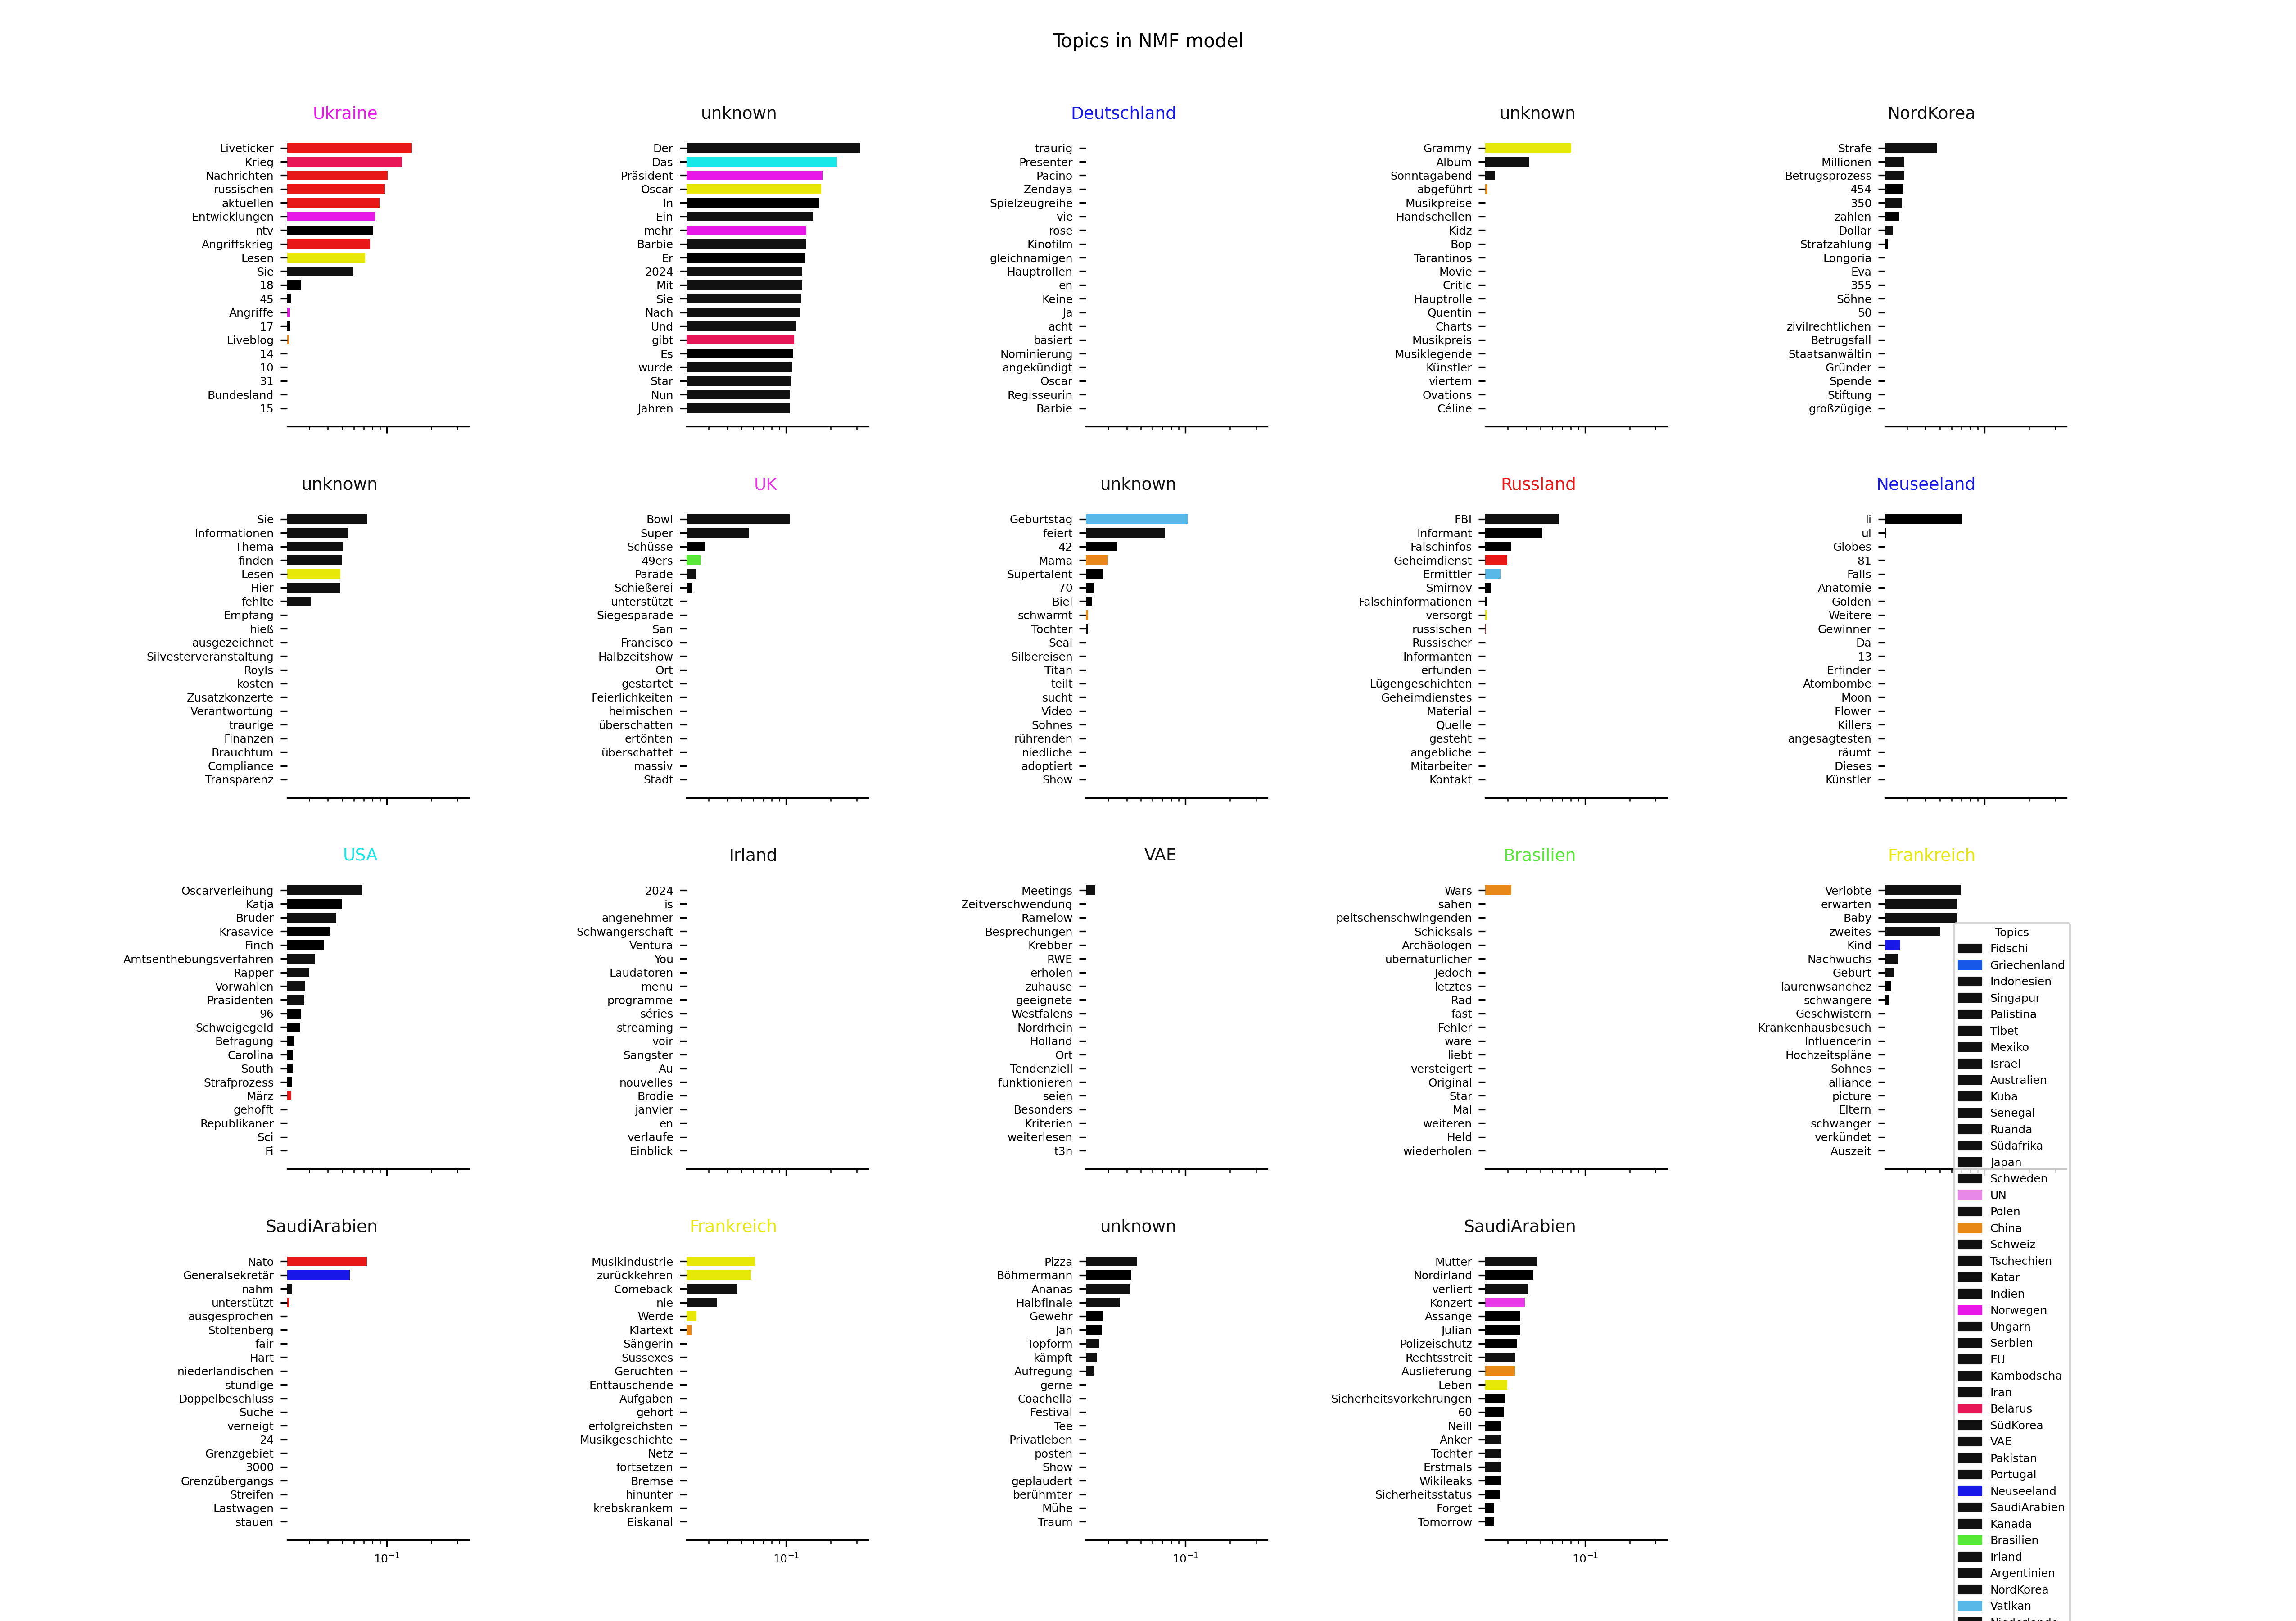 Topics in NMF model
Ukraine
Liveticker
Krieg
Nachrichten
russischen
aktuellen
Entwicklungen
ntv
Angriffskrieg
Lesen
Sie
18
45
Angriffe
17
Liveblog
14
10
31
Bundesland
15
unknown
Der
Das
Präsident
Oscar
In
Ein
mehr
Barbie
Er
2024
Mit
Sie
Nach
Und
gibt
Es
wurde
Star
Nun
Jahren
Deutschland
traurig
Presenter
Pacino
Zendaya
Spielzeugreihe
vie
rose
Kinofilm
gleichnamigen
Hauptrollen
en
Keine
Ja
acht
basiert
Nominierung
angekündigt
Oscar
Regisseurin
Barbie
unknown
Grammy
Album
Sonntagabend
abgeführt
Musikpreise
Handschellen
Kidz
Bop
Tarantinos
Movie
Critic
Hauptrolle
Quentin
Charts
Musikpreis
Musiklegende
Künstler
viertem
Ovations
Céline
NordKorea
Strafe
Millionen
Betrugsprozess
454
350
zahlen
Dollar
Strafzahlung
Longoria
Eva
355
Söhne
50
zivilrechtlichen
Betrugsfall
Staatsanwältin
Gründer
Spende
Stiftung
großzügige
unknown
Sie
Informationen
Thema
finden
Lesen
Hier
fehlte
Empfang
hieß
ausgezeichnet
Silvesterveranstaltung
Royls
kosten
Zusatzkonzerte
Verantwortung
traurige
Finanzen
Brauchtum
Compliance
Transparenz
UK
Bowl
Super
Schüsse
49ers
Parade
Schießerei
unterstützt
Siegesparade
San
Francisco
Halbzeitshow
Ort
gestartet
Feierlichkeiten
heimischen
überschatten
ertönten
überschattet
massiv
Stadt
unknown
Geburtstag
feiert
42
Mama
Supertalent
70
Biel
schwärmt
Tochter
Seal
Silbereisen
Titan
teilt
sucht
Video
Sohnes
rührenden
niedliche
adoptiert
Show
Russland
FBI
Informant
Falschinfos
Geheimdienst
Ermittler
Smirnov
Falschinformationen
versorgt
russischen
Russischer
Informanten
erfunden
Lügengeschichten
Geheimdienstes
Material
Quelle
gesteht
angebliche
Mitarbeiter
Kontakt
Neuseeland
li
ul
Globes
81
Falls
Anatomie
Golden
Weitere
Gewinner
Da
13
Erfinder
Atombombe
Moon
Flower
Killers
angesagtesten
räumt
Dieses
Künstler
USA
Oscarverleihung
Katja
Bruder
Krasavice
Finch
Amtsenthebungsverfahren
Rapper
Vorwahlen
Präsidenten
96
Schweigegeld
Befragung
Carolina
South
Strafprozess
März
gehofft
Republikaner
Sci
Fi
Irland
2024
is
angenehmer
Schwangerschaft
Ventura
You
Laudatoren
menu
programme
séries
streaming
voir
Sangster
Au
nouvelles
Brodie
janvier
en
verlaufe
Einblick
VAE
Meetings
Zeitverschwendung
Ramelow
Besprechungen
Krebber
RWE
erholen
zuhause
geeignete
Westfalens
Nordrhein
Holland
Ort
Tendenziell
funktionieren
seien
Besonders
Kriterien
weiterlesen
t3n
Brasilien
Wars
sahen
peitschenschwingenden
Schicksals
Archäologen
übernatürlicher
Jedoch
letztes
Rad
fast
Fehler
wäre
liebt
versteigert
Original
Star
Mal
weiteren
Held
wiederholen
Frankreich
Verlobte
erwarten
Baby
zweites
Kind
Nachwuchs
Geburt
laurenwsanchez
schwangere
Geschwistern
Krankenhausbesuch
Influencerin
Hochzeitspläne
Sohnes
alliance
picture
Eltern
schwanger
verkündet
Auszeit
SaudiArabien
Nato
Generalsekretär
nahm
unterstützt
ausgesprochen
Stoltenberg
fair
Hart
niederländischen
stündige
Doppelbeschluss
Suche
verneigt
24
Grenzgebiet
3000
Grenzübergangs
Streifen
Lastwagen
stauen
10⁻¹
Frankreich
Musikindustrie
zurückkehren
Comeback
nie
Werde
Klartext
Sängerin
Sussexes
Gerüchten
Enttäuschende
Aufgaben
gehört
erfolgreichsten
Musikgeschichte
Netz
fortsetzen
Bremse
hinunter
krebskrankem
Eiskanal
10⁻¹
unknown
Pizza
Böhmermann
Ananas
Halbfinale
Gewehr
Jan
Topform
kämpft
Aufregung
gerne
Coachella
Festival
Tee
Privatleben
posten
Show
geplaudert
berühmter
Mühe
Traum
10⁻¹
SaudiArabien
Mutter
Nordirland
verliert
Konzert
Assange
Julian
Polizeischutz
Rechtsstreit
Auslieferung
Leben
Sicherheitsvorkehrungen
60
Neill
Anker
Tochter
Erstmals
Wikileaks
Sicherheitsstatus
Forget
Tomorrow
10⁻¹
Topics
Fidschi
Griechenland
Indonesien
Singapur
Palistina
Tibet
Mexiko
Israel
Australien
Kuba
Senegal
Ruanda
Südafrika
Japan
Schweden
UN
Polen
China
Schweiz
Tschechien
Katar
Indien
Norwegen
Ungarn
Serbien
EU
Kambodscha
Iran
Belarus
SüdKorea
VAE
Pakistan
Portugal
Neuseeland
SaudiArabien
Kanada
Brasilien
Irland
Argentinien
NordKorea
Vatikan